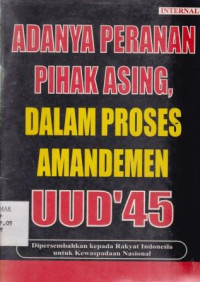 INTERNAL
ADANYA PERANAN
PIHAK ASING,
DALAM PROSES
AMANDEMEN
UUD'45
Dipersembahkan kepada Rakyat Indonesia
untuk Kewaspadaan Nasional